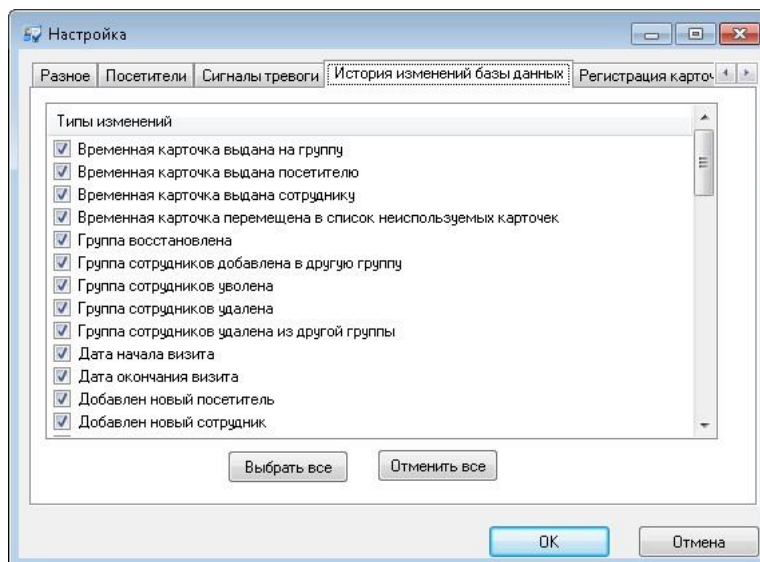 Настройка
Разное Посетители Сигналы тревоги История изменений базы данных Регистрация карточ
Типы изменений
Временная карточка выдана на группу
Временная карточка выдана посетителю
Временная карточка выдана сотруднику
Временная карточка перемещена в список неиспользуемых карточек
Группа восстановлена
Группа сотрудников добавлена в другую группу
Группа сотрудников уволена
Группа сотрудников удалена
Группа сотрудников удалена из другой группы
Дата начала визита
Дата окончания визита
Добавлен новый посетитель
Добавлен новый сотрудник
Выбрать все Отменить все
OK Отмена